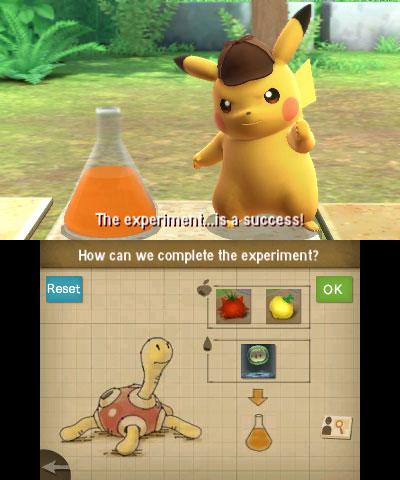 The experiment...is a success!
How can we complete the experiment?
Reset
OK